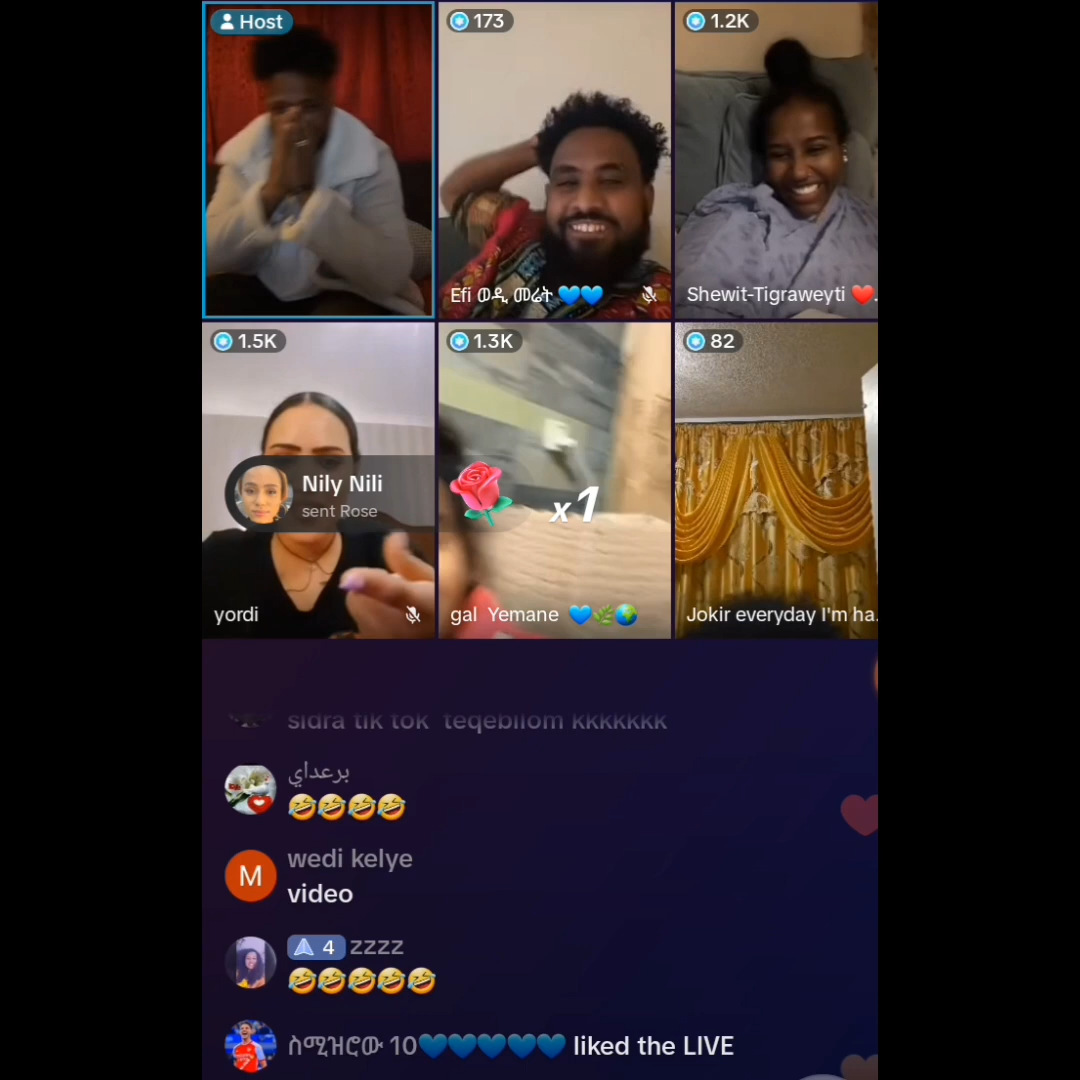 Host
173
1.2K
Efi ወዲ መሬት 💙💙
Shewit-Tigraweyti ❤️.
1.5K
1.3K
82
Nily Nili
sent Rose
x1
yordi
gal Yemane 💙🌿🌍
Jokir everyday I'm ha.
sidra tik tok teqebilom kkkkkkk
برعداي
🤣🤣🤣🤣
M
wedi kelye
video
4 zzzz
🤣🤣🤣🤣🤣
ስሚዝሮው 10💙💙💙💙💙 liked the LIVE